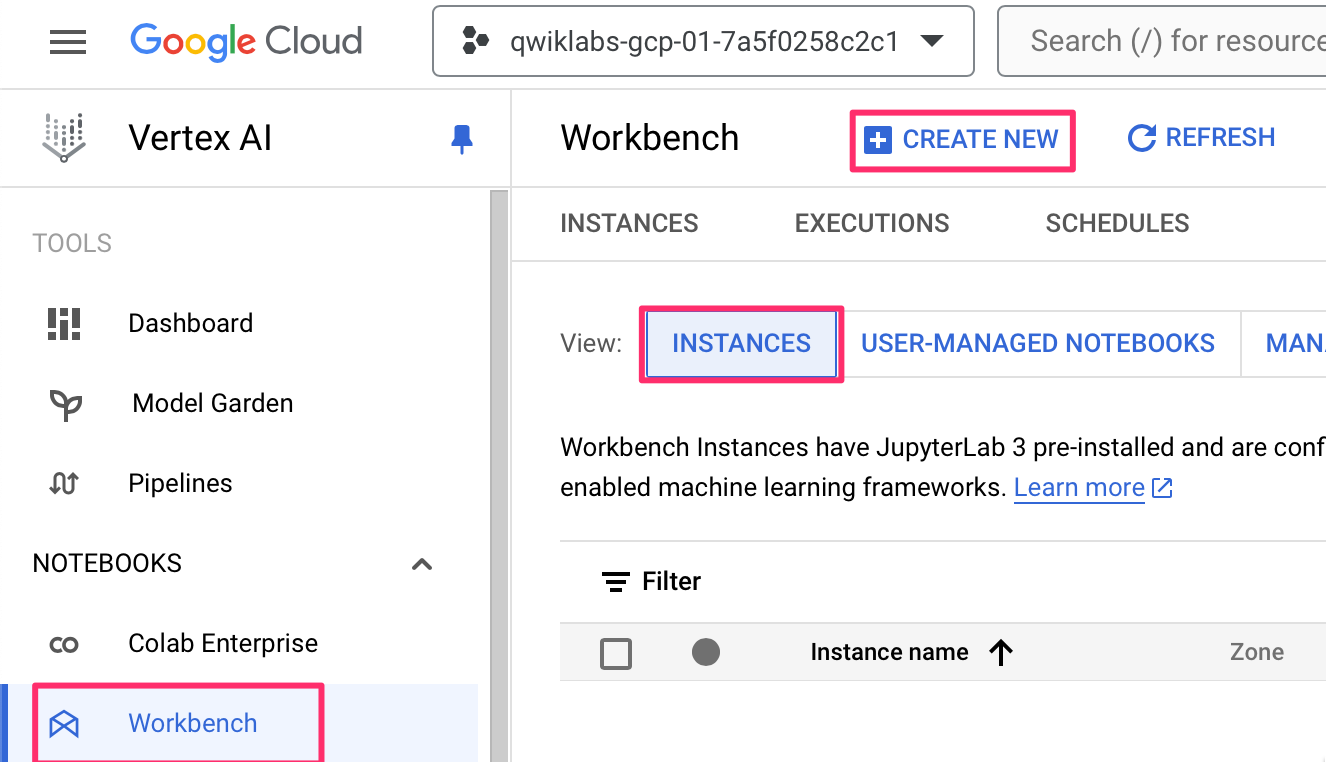 Google Cloud
qwiklabs-gcp-01-7a5f0258c2c1
Search (/) for resource
Vertex AI
Workbench
CREATE NEW
REFRESH
TOOLS
Dashboard
Model Garden
Pipelines
NOTEBOOKS
Colab Enterprise
Workbench
INSTANCES EXECUTIONS SCHEDULES
View: INSTANCES USER-MANAGED NOTEBOOKS MANA
Workbench Instances have JupyterLab 3 pre-installed and are conf
enabled machine learning frameworks. Learn more
Filter
Instance name Zone